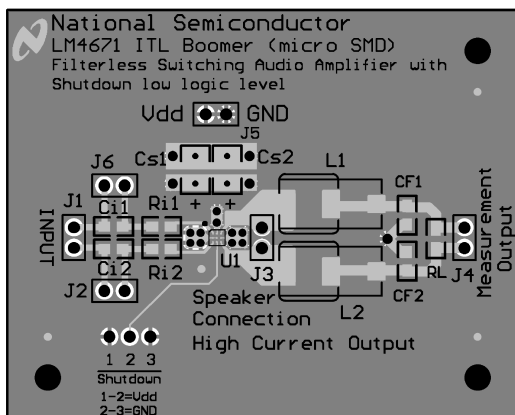 National Semiconductor
LM4671 ITL Boomer (micro SMD)
Filterless Switching Audio Amplifier with
Shutdown low logic level
Vdd GND
J5
Cs1 Cs2
J6
L1
Ci1 Ri1 + +
CF1
J1
INPUT
U1
J3
Ci2 Ri2
RL
J4
Measurement
Output
J2
CF2
L2
Speaker
Connection
High Current Output
1 2 3
Shutdown
1-2=Vdd
2-3=GND